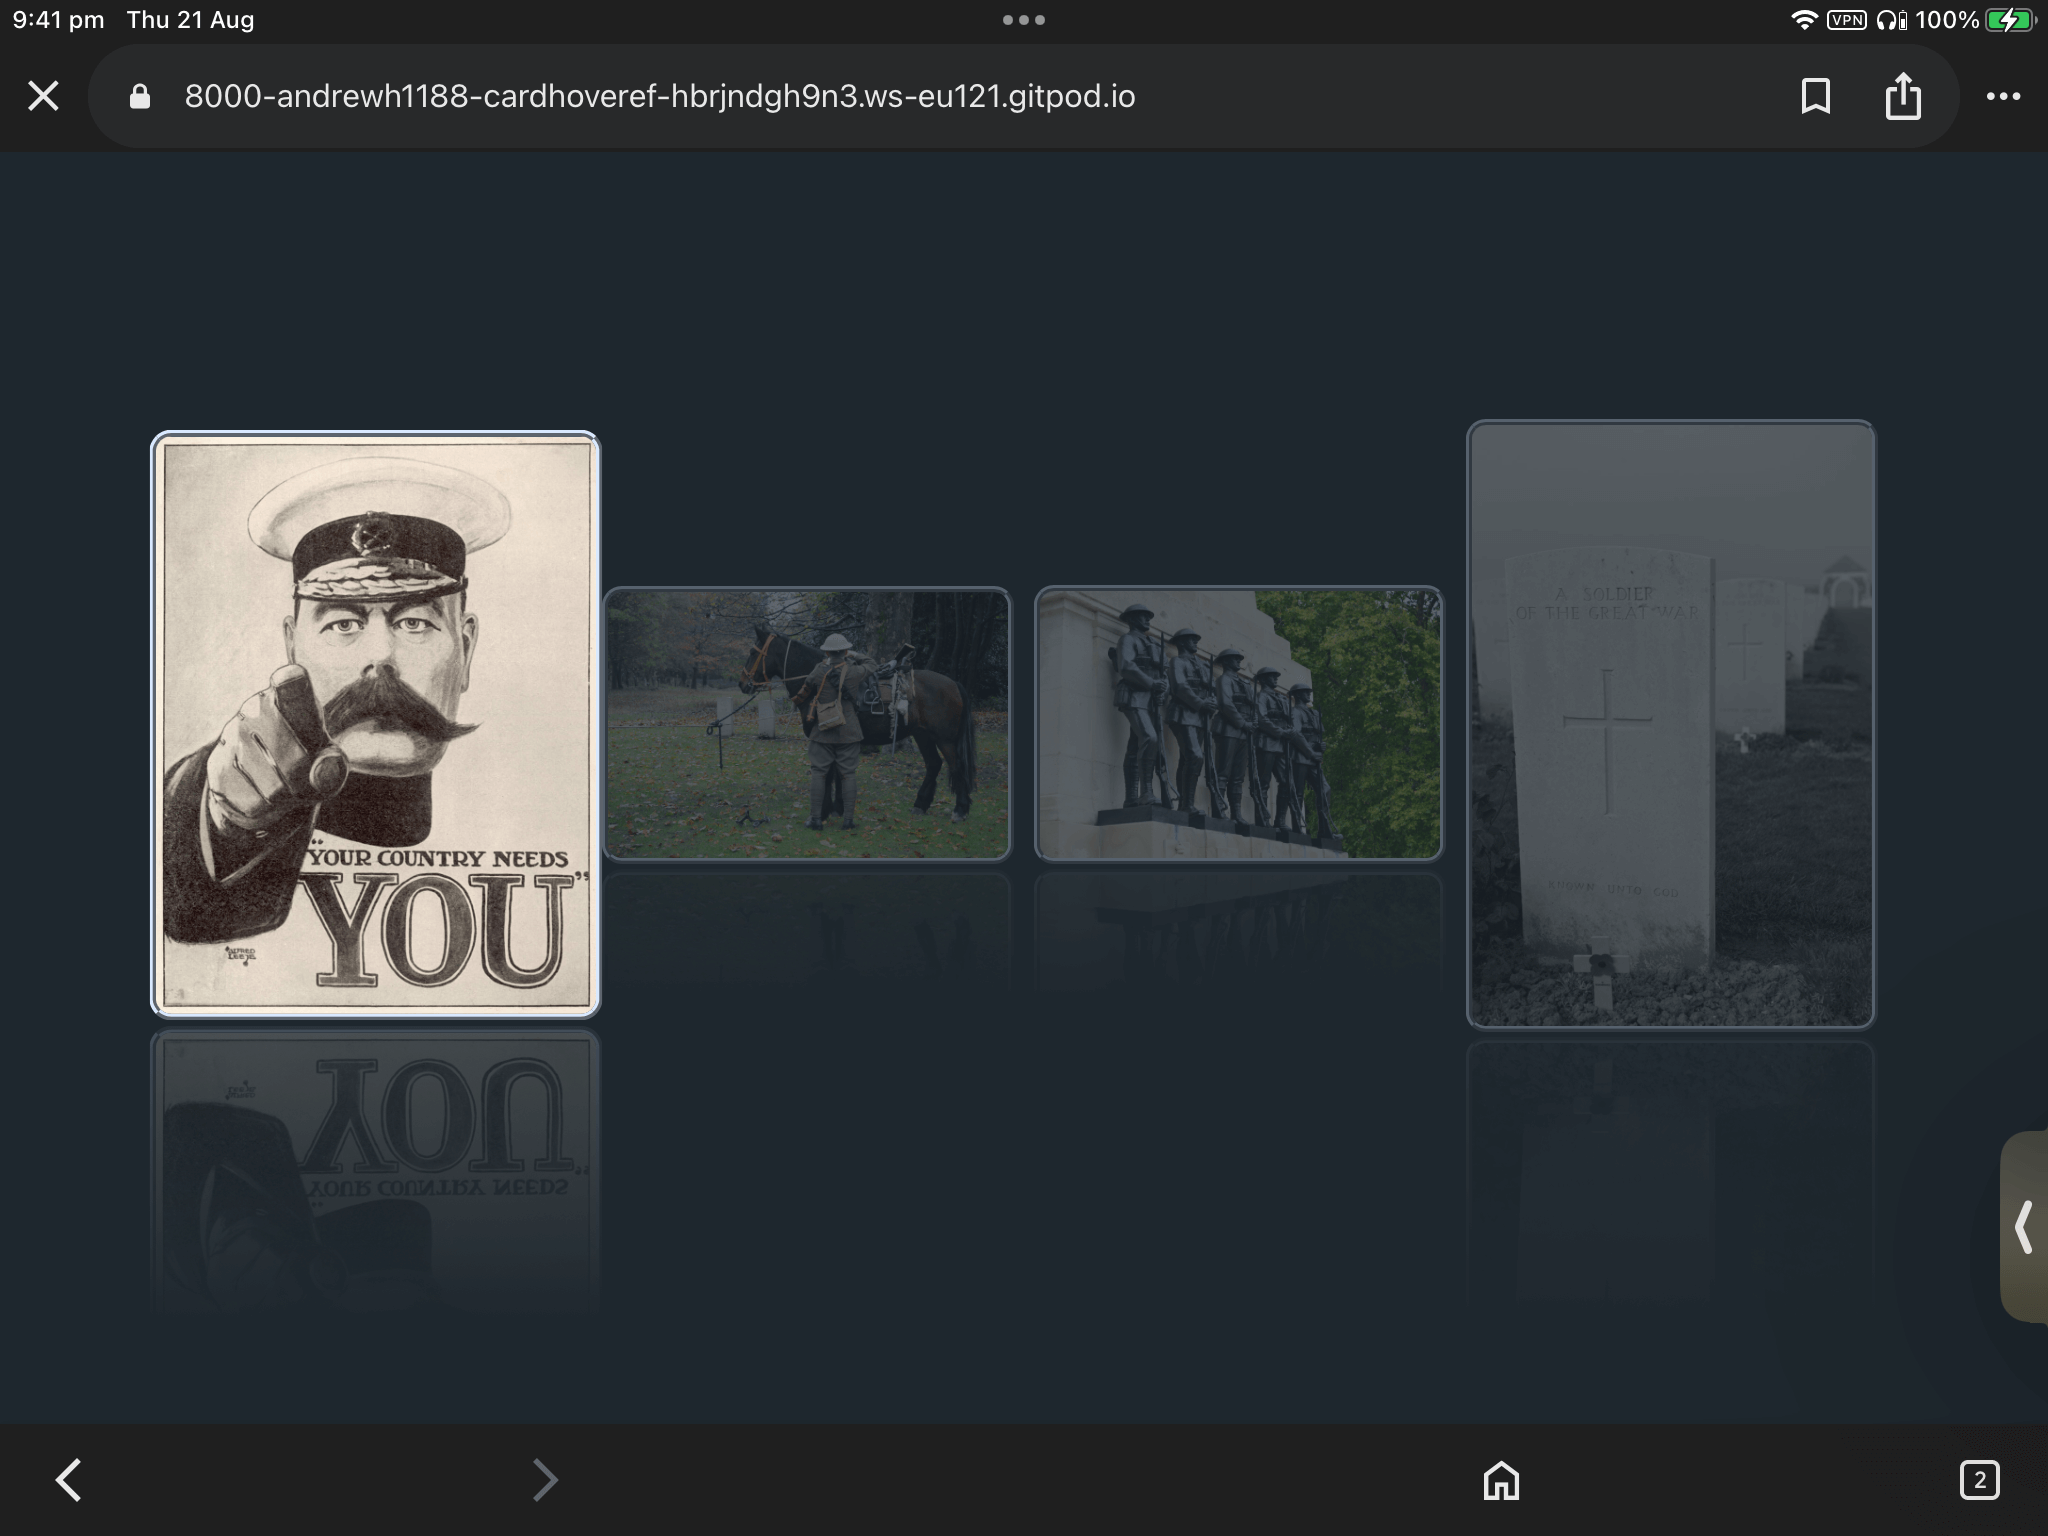 9:41 pm Thu 21 Aug
VPN 100%
8000-andrewh1188-cardhoveref-hbrjndgh9n3.ws-eu121.gitpod.io
"YOUR COUNTRY NEEDS
YOU"
ALFRED
LEETE
A SOLDIER
OF THE GREAT WAR
KNOWN UNTO GOD
2